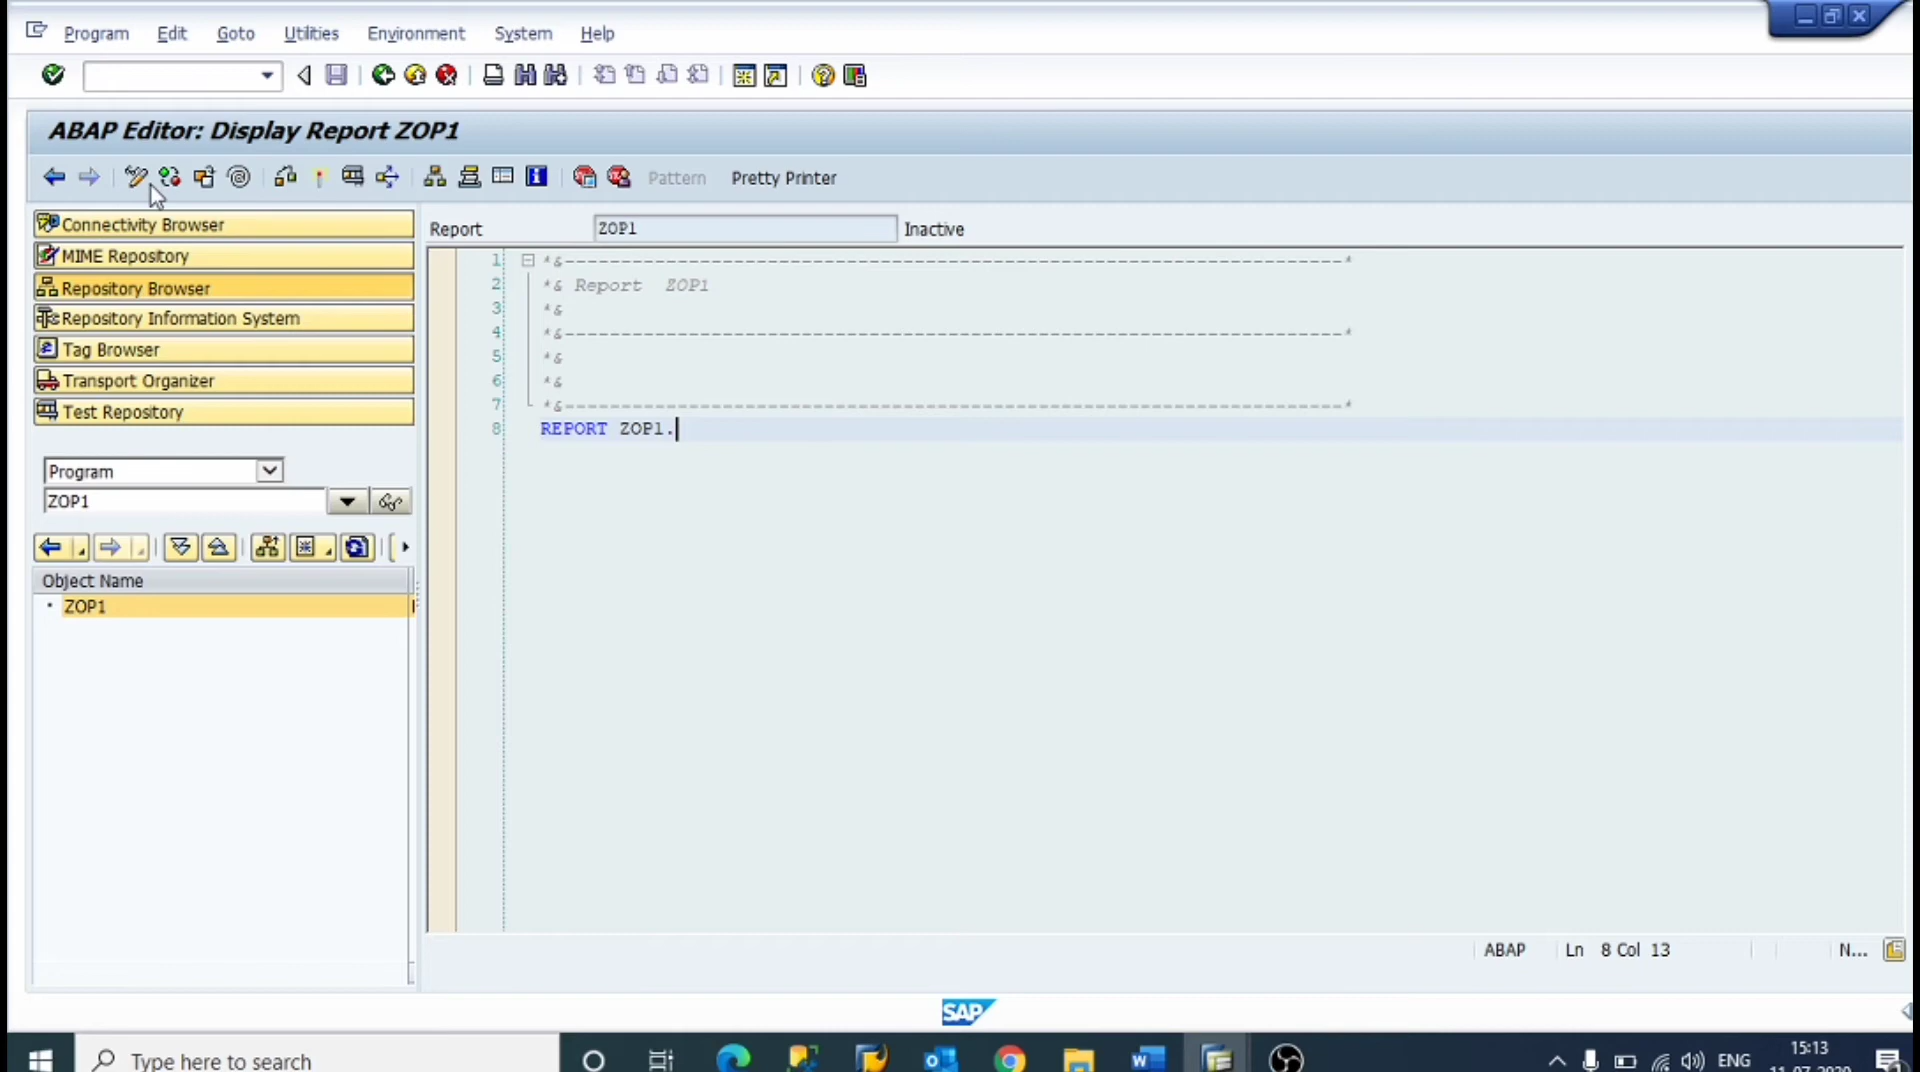 Program Edit Goto Utilities Environment System Help
ABAP Editor: Display Report ZOP1
Pattern Pretty Printer
Connectivity Browser
MIME Repository
Repository Browser
Repository Information System
Tag Browser
Transport Organizer
Test Repository
Program
ZOP1
Object Name
ZOP1
Report ZOP1 Inactive
1 *&---------------------------------------------------------------------*
2 *& Report ZOP1
3 *&
4 *&---------------------------------------------------------------------*
5 *&
6 *&
7 *&---------------------------------------------------------------------*
8 REPORT ZOP1.
ABAP Ln 8 Col 13 N...
SAP
Type here to search
ENG
15:13